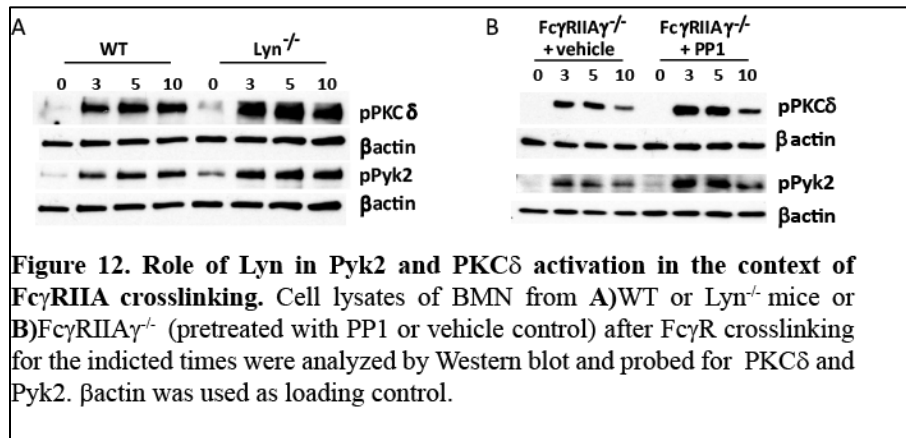 A
B
WT Lyn-/-
FcγRIIAγ-/- FcγRIIAγ-/-
+ vehicle + PP1
0 3 5 10 0 3 5 10
0 3 5 10 0 3 5 10
pPKCδ
βactin
pPyk2
βactin
pPKCδ
βactin
pPyk2
βactin
Figure 12. Role of Lyn in Pyk2 and PKCδ activation in the context of
FcγRIIA crosslinking. Cell lysates of BMN from A)WT or Lyn-/- mice or
B)FcγRIIAγ-/- (pretreated with PP1 or vehicle control) after FcγR crosslinking
for the indicted times were analyzed by Western blot and probed for PKCδ and
Pyk2. βactin was used as loading control.